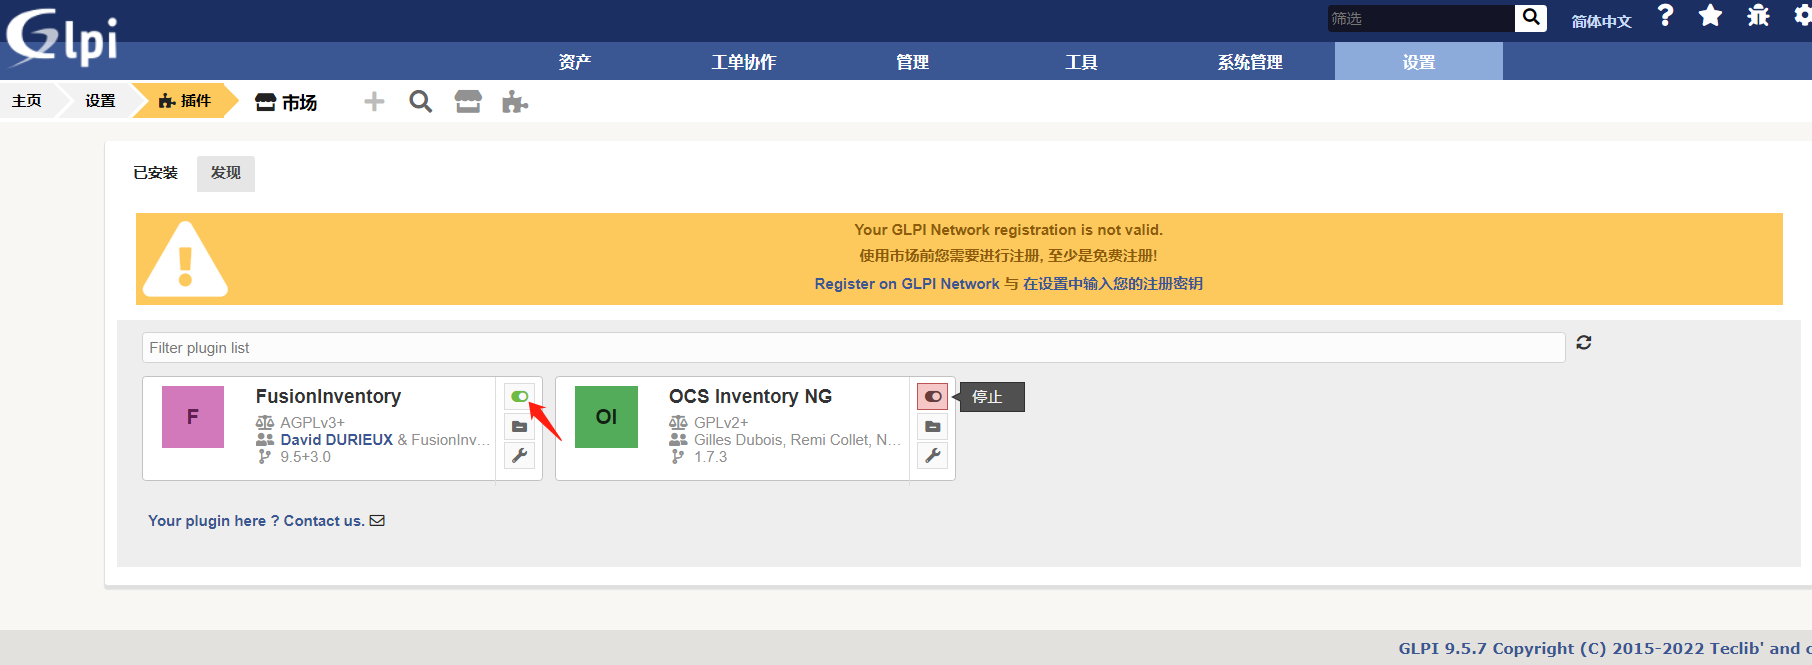 Glpi
筛选
简体中文
资产 工单协作 管理 工具 系统管理 设置
主页 设置 插件 市场
已安装 发现
Your GLPI Network registration is not valid.
使用市场前您需要进行注册, 至少是免费注册!
Register on GLPI Network 与 在设置中输入您的注册密钥
Filter plugin list
F
FusionInventory
AGPLv3+
David DURIEUX & FusionInv...
9.5+3.0
OI
OCS Inventory NG
GPLv2+
Gilles Dubois, Remi Collet, N...
1.7.3
停止
Your plugin here ? Contact us.
GLPI 9.5.7 Copyright (C) 2015-2022 Teclib' and c